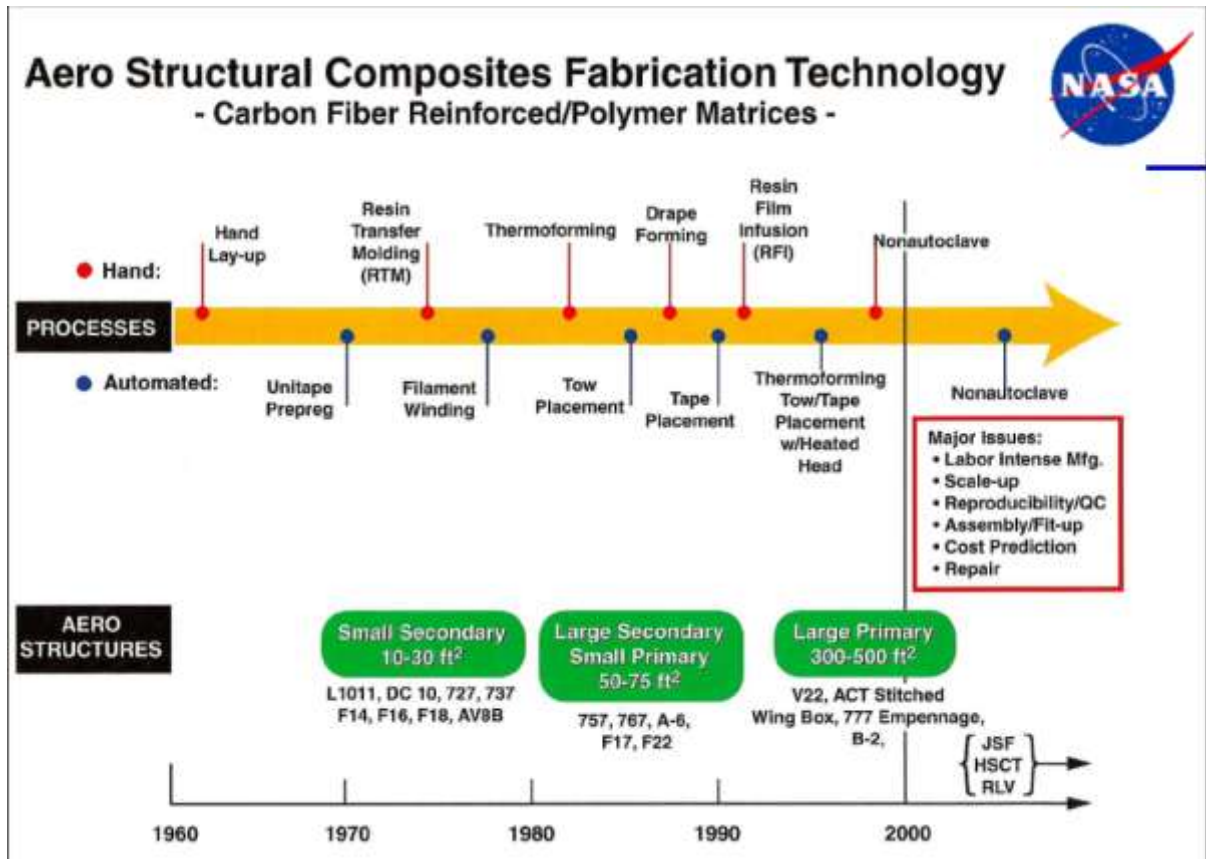 Aero Structural Composites Fabrication Technology
- Carbon Fiber Reinforced/Polymer Matrices -
NASA
Hand
Lay-up
Resin
Transfer
Molding
(RTM)
Thermoforming
Drape
Forming
Resin
Film
Infusion
(RFI)
Nonautoclave
Hand:
PROCESSES
Automated:
Unitape
Prepreg
Filament
Winding
Tow
Placement
Tape
Placement
Thermoforming
Tow/Tape
Placement
w/Heated
Head
Nonautoclave
Major Issues:
• Labor Intense Mfg.
• Scale-up
• Reproducibility/QC
• Assembly/Fit-up
• Cost Prediction
• Repair
AERO
STRUCTURES
Small Secondary
10-30 ft²
L1011, DC 10, 727, 737
F14, F16, F18, AV8B
Large Secondary
Small Primary
50-75 ft²
757, 767, A-6,
F17, F22
Large Primary
300-500 ft²
V22, ACT Stitched
Wing Box, 777 Empennage,
B-2,
JSF
HSCT
RLV
1960 1970 1980 1990 2000